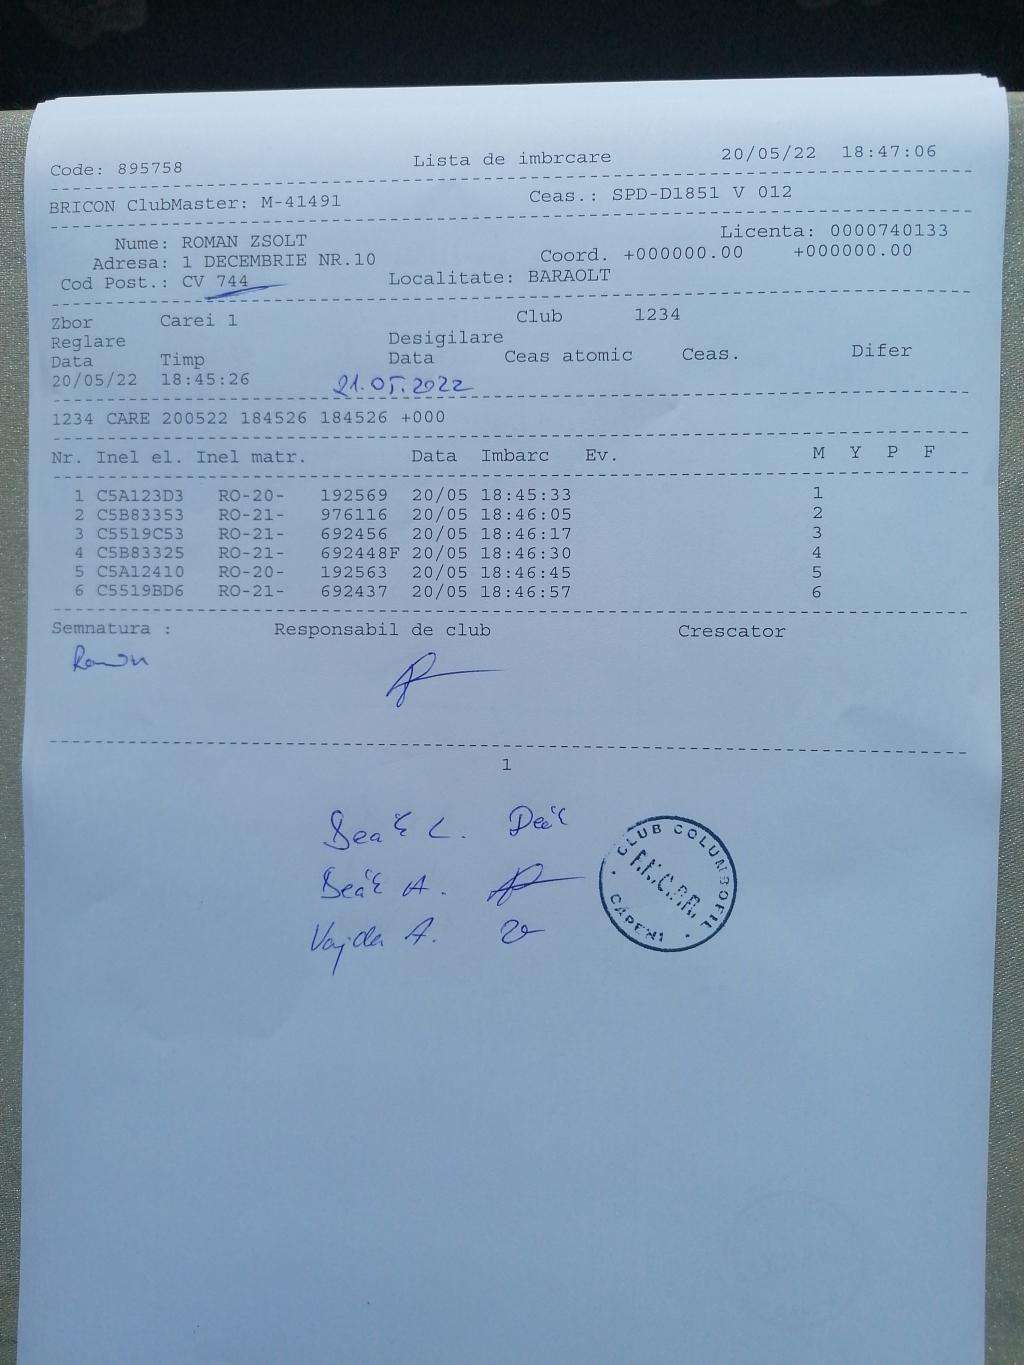 Code: 895758 Lista de imbrcare 20/05/22 18:47:06
BRICON ClubMaster: M-41491 Ceas.: SPD-D1851 V 012
Licenta: 0000740133
Nume: ROMAN ZSOLT
Adresa: 1 DECEMBRIE NR.10 Coord. +000000.00 +000000.00
Cod Post.: CV 744 Localitate: BARAOLT
Zbor Carei 1 Club 1234
Reglare Desigilare
Data Timp Data Ceas atomic Ceas. Difer
20/05/22 18:45:26 21.05.2022
1234 CARE 200522 184526 184526 +000
Nr. Inel el. Inel matr. Data Imbarc Ev. M Y P F
1 C5A123D3 RO-20- 192569 20/05 18:45:33 1
2 C5B83353 RO-21- 976116 20/05 18:46:05 2
3 C5519C53 RO-21- 692456 20/05 18:46:17 3
4 C5B83325 RO-21- 692448F 20/05 18:46:30 4
5 C5A12410 RO-20- 192563 20/05 18:46:45 5
6 C5519BD6 RO-21- 692437 20/05 18:46:57 6
Semnatura : Responsabil de club Crescator
Roman
1
Deák L. Deák
Deák A.
Vajda A.
CLUB COLUMBOFIL
CAPENI